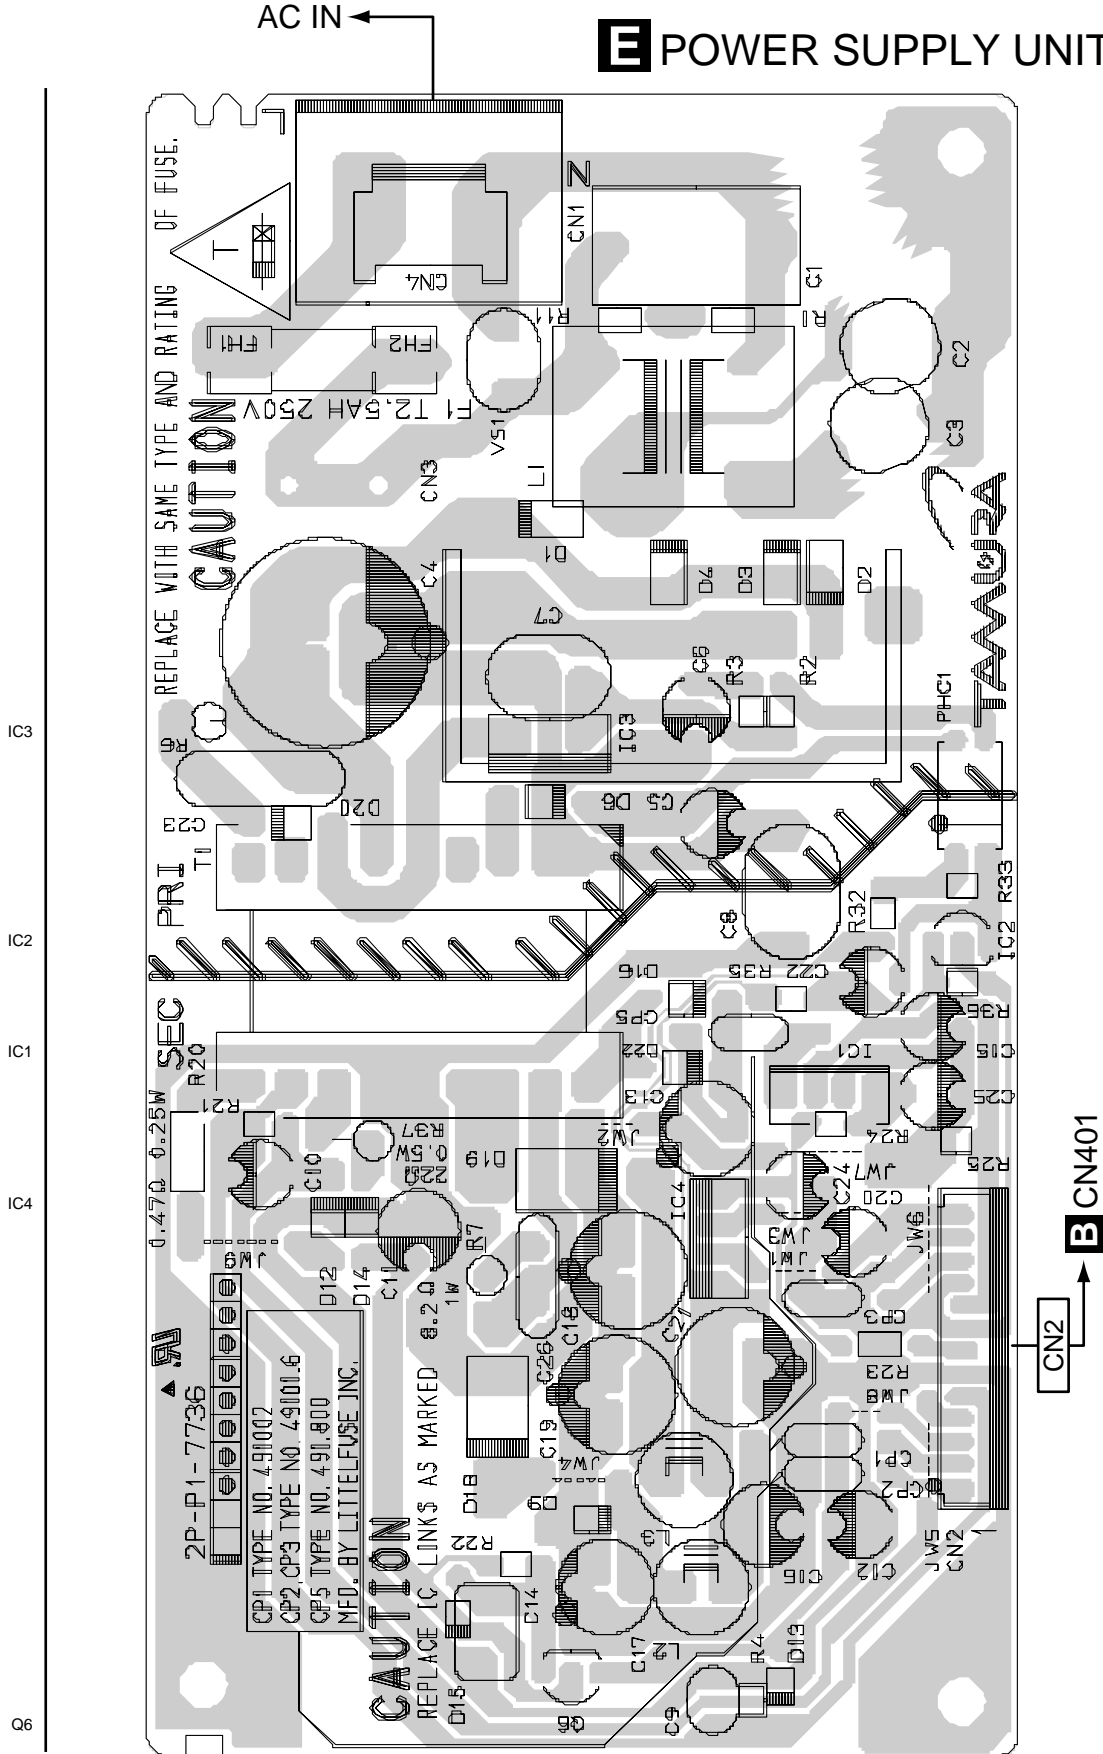 AC IN
E POWER SUPPLY UNIT
REPLACE WITH SAME TYPE AND RATING OF FUSE.
CAUTION
T
CN4
CN1
N
C1
FH1
FH2
F1 T2.5AH 250V
R11
R1
VS1
L1
CN3
C2
C3
TAMURA
D1
D4
D3
D2
C4
C7
C6
R3
R2
PHC1
IC3
IC3
R6
C23
D20
D6
C5
T1
PRI
SEC
C8
R32
R33
IC2
IC2
D16
R35
C22
R36
CP5
IC1
D22
IC1
C15
R20
C13
C25
0.47Ω 0.25W
R21
R37
0.5W
22Ω
JW2
R24
R25
C10
D19
IC4
C24
JW7
C20
IC4
JW9
D12
D14
C11
R7
8.2Ω
1W
JW3
JW1
JW6
C18
C21
CP3
C26
R23
JW8
B CN401
CN2
2P-P1-7736
CP1 TYPE NO. 491002
CP2,CP3 TYPE NO. 49101.6
CP5 TYPE NO. 491.800
MFD. BY LITTELFUSE INC.
CAUTION
REPLACE IC LINKS AS MARKED
D18
C19
JW4
CP1
CP2
R22
L3
JW5
CN2
1
C14
C16
C12
D15
C17
L2
R4
D13
C9
Q6
Q6